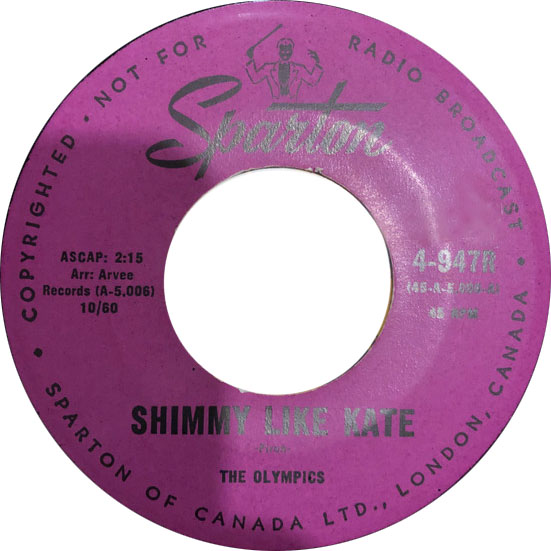 COPYRIGHTED • NOT FOR RADIO BROADCAST •
Sparton
ASCAP: 2:15
Arr: Arvee
Records (A-5,006)
10/60
4-947R
45 RPM
SHIMMY LIKE KATE
THE OLYMPICS
SPARTON OF CANADA LTD., LONDON, CANADA •